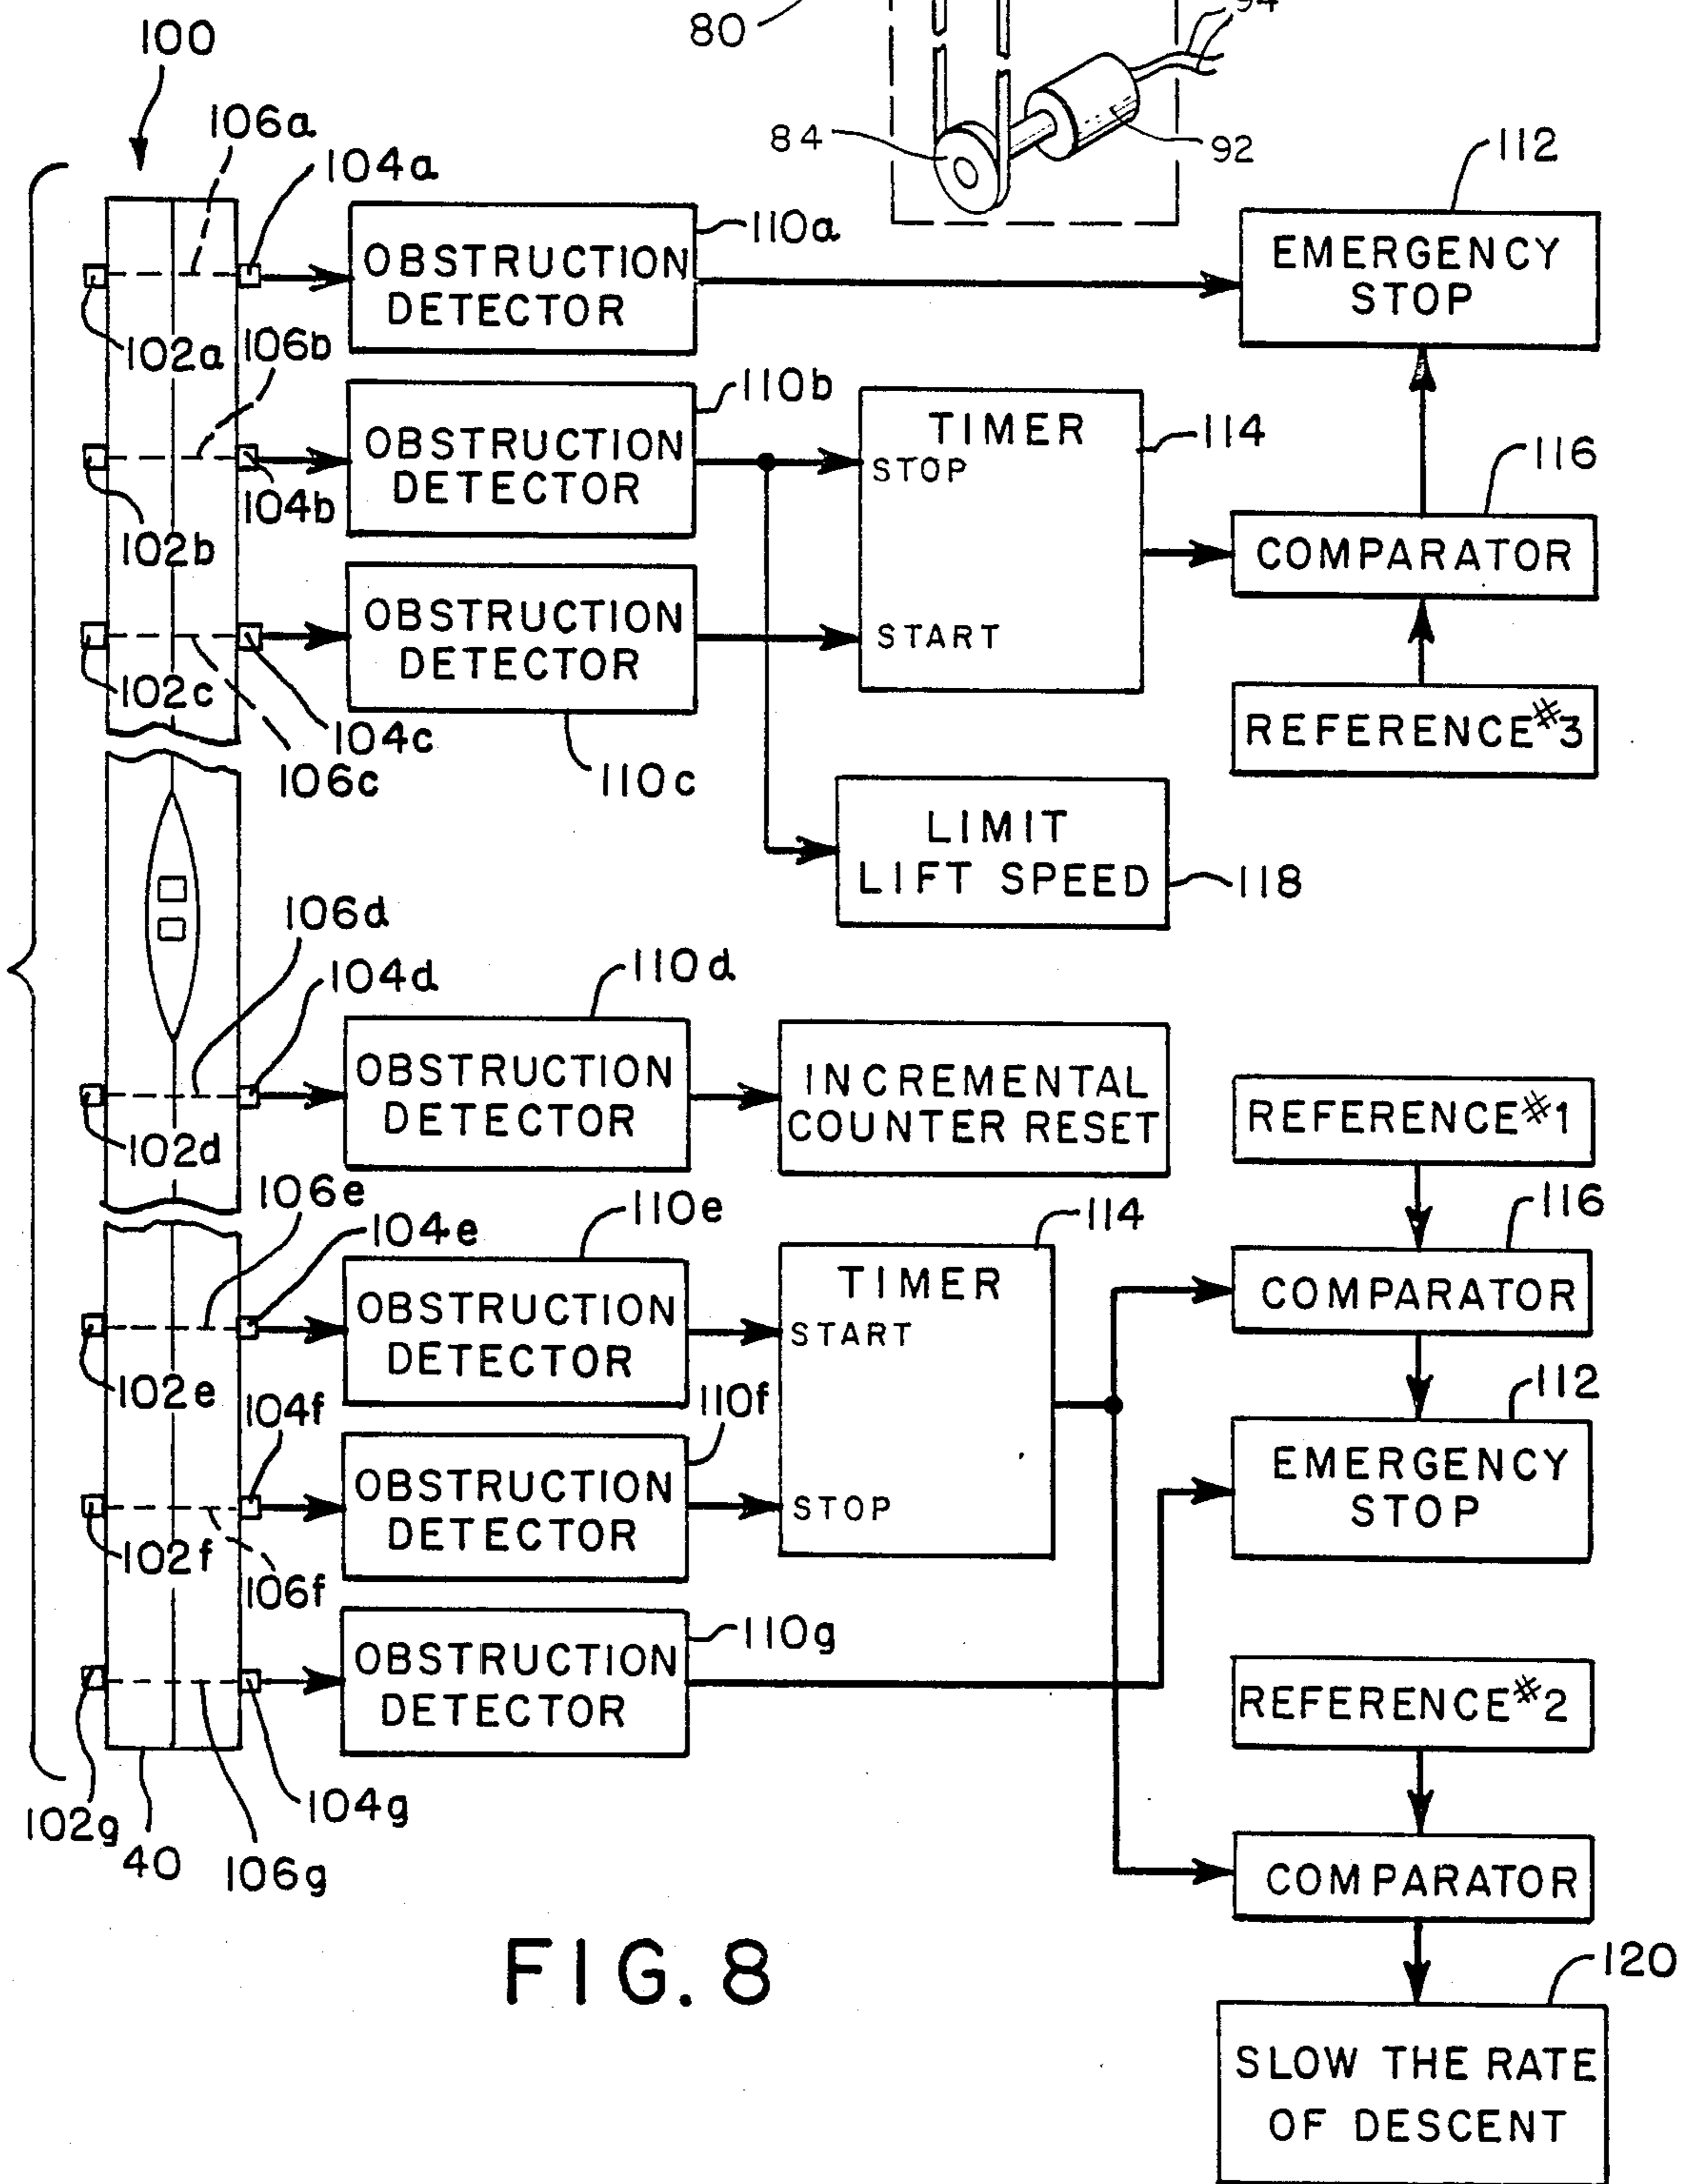 80
94
100
106a
104a
84
92
112
OBSTRUCTION
DETECTOR
110a
EMERGENCY
STOP
102a
106b
110b
OBSTRUCTION
DETECTOR
TIMER
STOP
START
114
116
104b
102b
COMPARATOR
OBSTRUCTION
DETECTOR
102c
104c
106c
110c
REFERENCE #3
LIMIT
LIFT SPEED
118
106d
104d
110d
OBSTRUCTION
DETECTOR
INCREMENTAL
COUNTER RESET
REFERENCE #1
102d
106e
104e
110e
114
116
OBSTRUCTION
DETECTOR
TIMER
START
STOP
COMPARATOR
102e
104f
110f
112
OBSTRUCTION
DETECTOR
EMERGENCY
STOP
102f
106f
110g
OBSTRUCTION
DETECTOR
REFERENCE #2
102g
40
106g
104g
COMPARATOR
FIG. 8
120
SLOW THE RATE
OF DESCENT